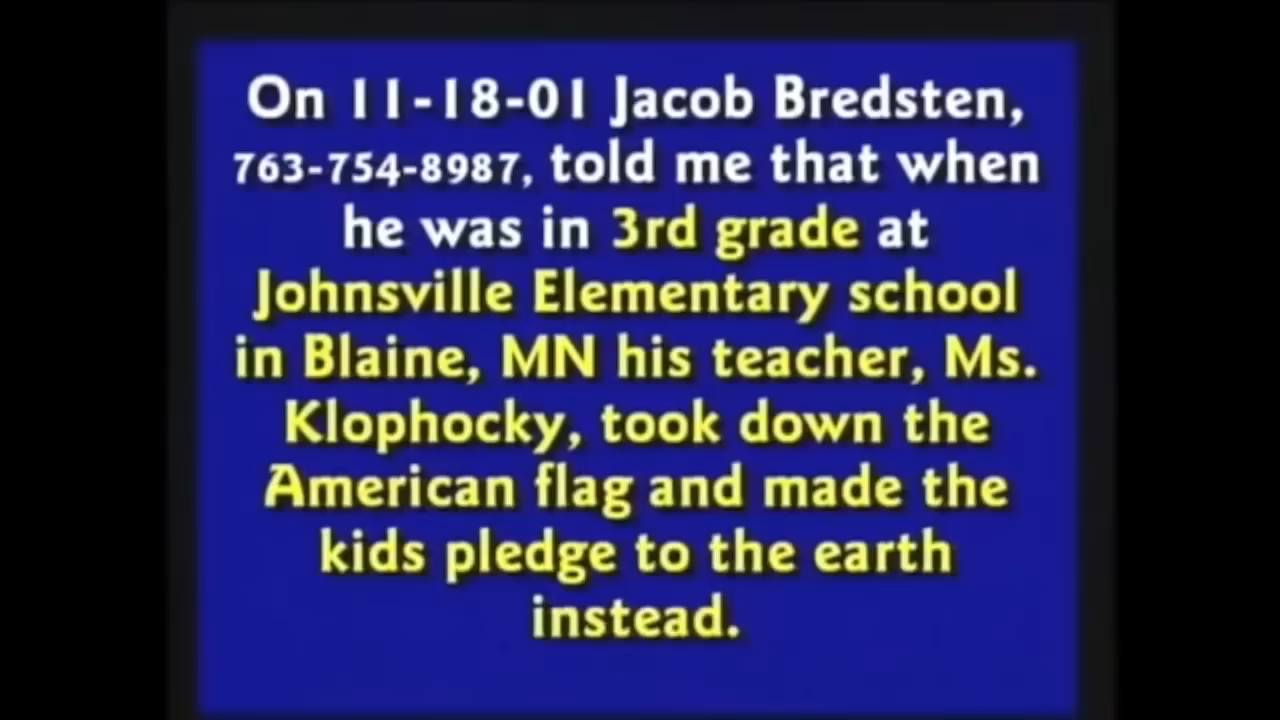 On 11-18-01 Jacob Bredsten,
763-754-8987, told me that when
he was in 3rd grade at
Johnsville Elementary school
in Blaine, MN his teacher, Ms.
Klophocky, took down the
American flag and made the
kids pledge to the earth
instead.